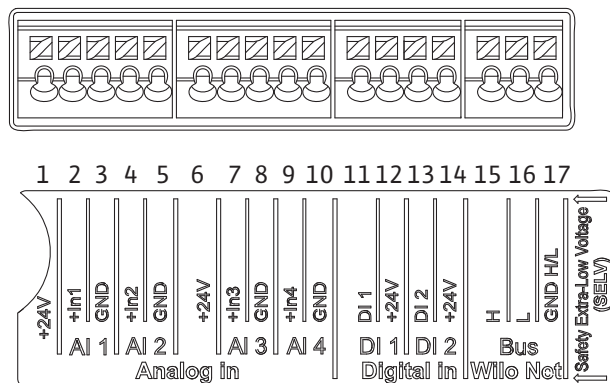 1 2 3 4 5 6 7 8 9 10 11 12 13 14 15 16 17
+24V +In1 GND +In2 GND +24V +In3 GND +In4 GND DI 1 +24V DI 2 +24V H L GND H/L
AI 1 AI 2 AI 3 AI 4 DI 1 DI 2 Bus
Analog in Digital in Wilo Net
Safety Extra-Low Voltage
(SELV)